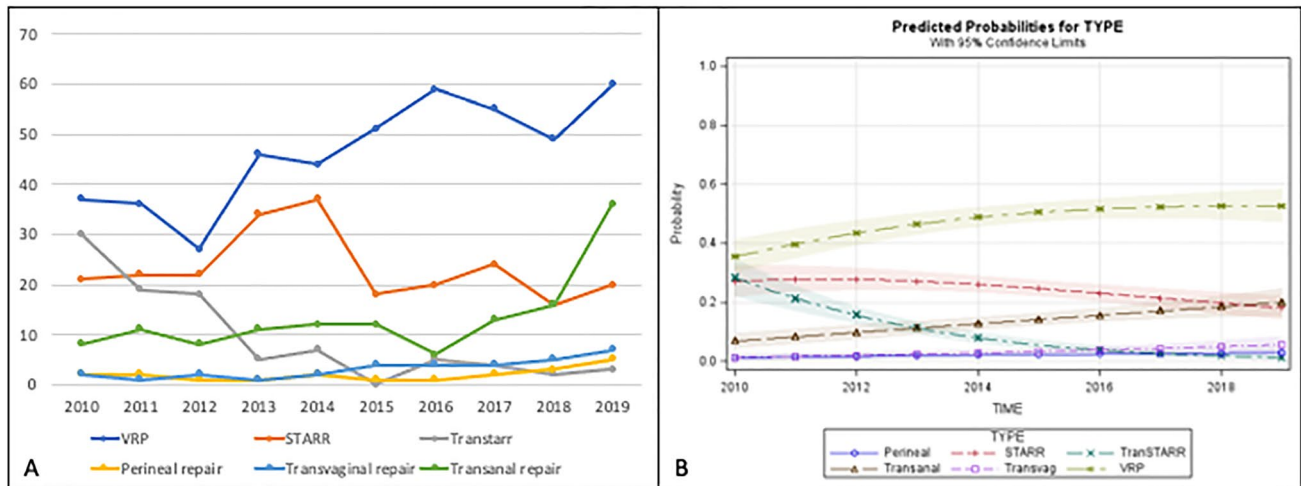 70
60
50
40
30
20
10
0
2010 2011 2012 2013 2014 2015 2016 2017 2018 2019
VRP STARR Transtarr
Perineal repair Transvaginal repair Transanal repair
A
Predicted Probabilities for TYPE
With 95% Confidence Limits
1.0
0.8
0.6
0.4
0.2
0.0
Probability
2010 2012 2014 2016 2018
TIME
TYPE
Perineal STARR TranSTARR
Transanal Transvag VRP
B